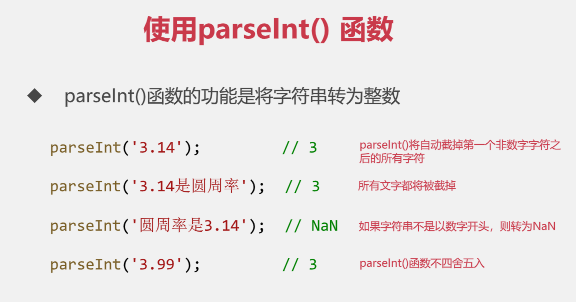 使用parseInt() 函数
◆ parseInt()函数的功能是将字符串转为整数
parseInt('3.14'); // 3 parseInt()将自动截掉第一个非数字字符之
后的所有字符
parseInt('3.14是圆周率'); // 3 所有文字都将被截掉
parseInt('圆周率是3.14'); // NaN 如果字符串不是以数字开头，则转为NaN
parseInt('3.99'); // 3 parseInt()函数不四舍五入